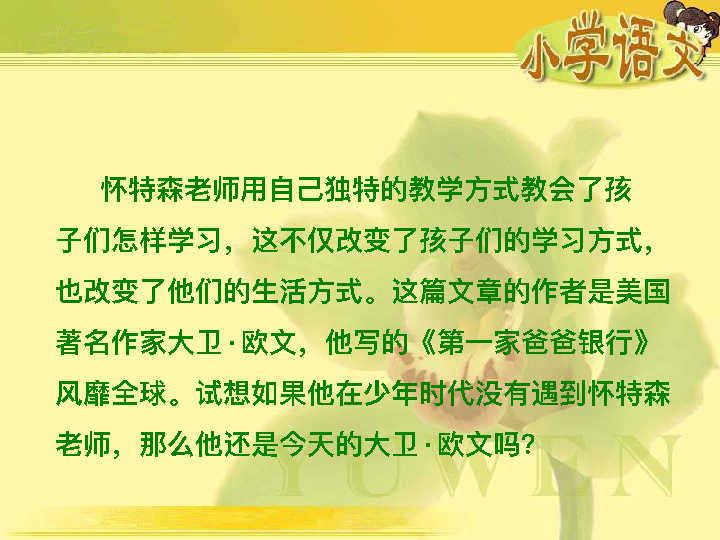 小学语文
怀特森老师用自己独特的教学方式教会了孩
子们怎样学习，这不仅改变了孩子们的学习方式，
也改变了他们的生活方式。这篇文章的作者是美国
著名作家大卫·欧文，他写的《第一家爸爸银行》
风靡全球。试想如果他在少年时代没有遇到怀特森
老师，那么他还是今天的大卫·欧文吗？
YUWEN